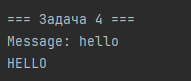 === Задача 4 ===
Message: hello
HELLO